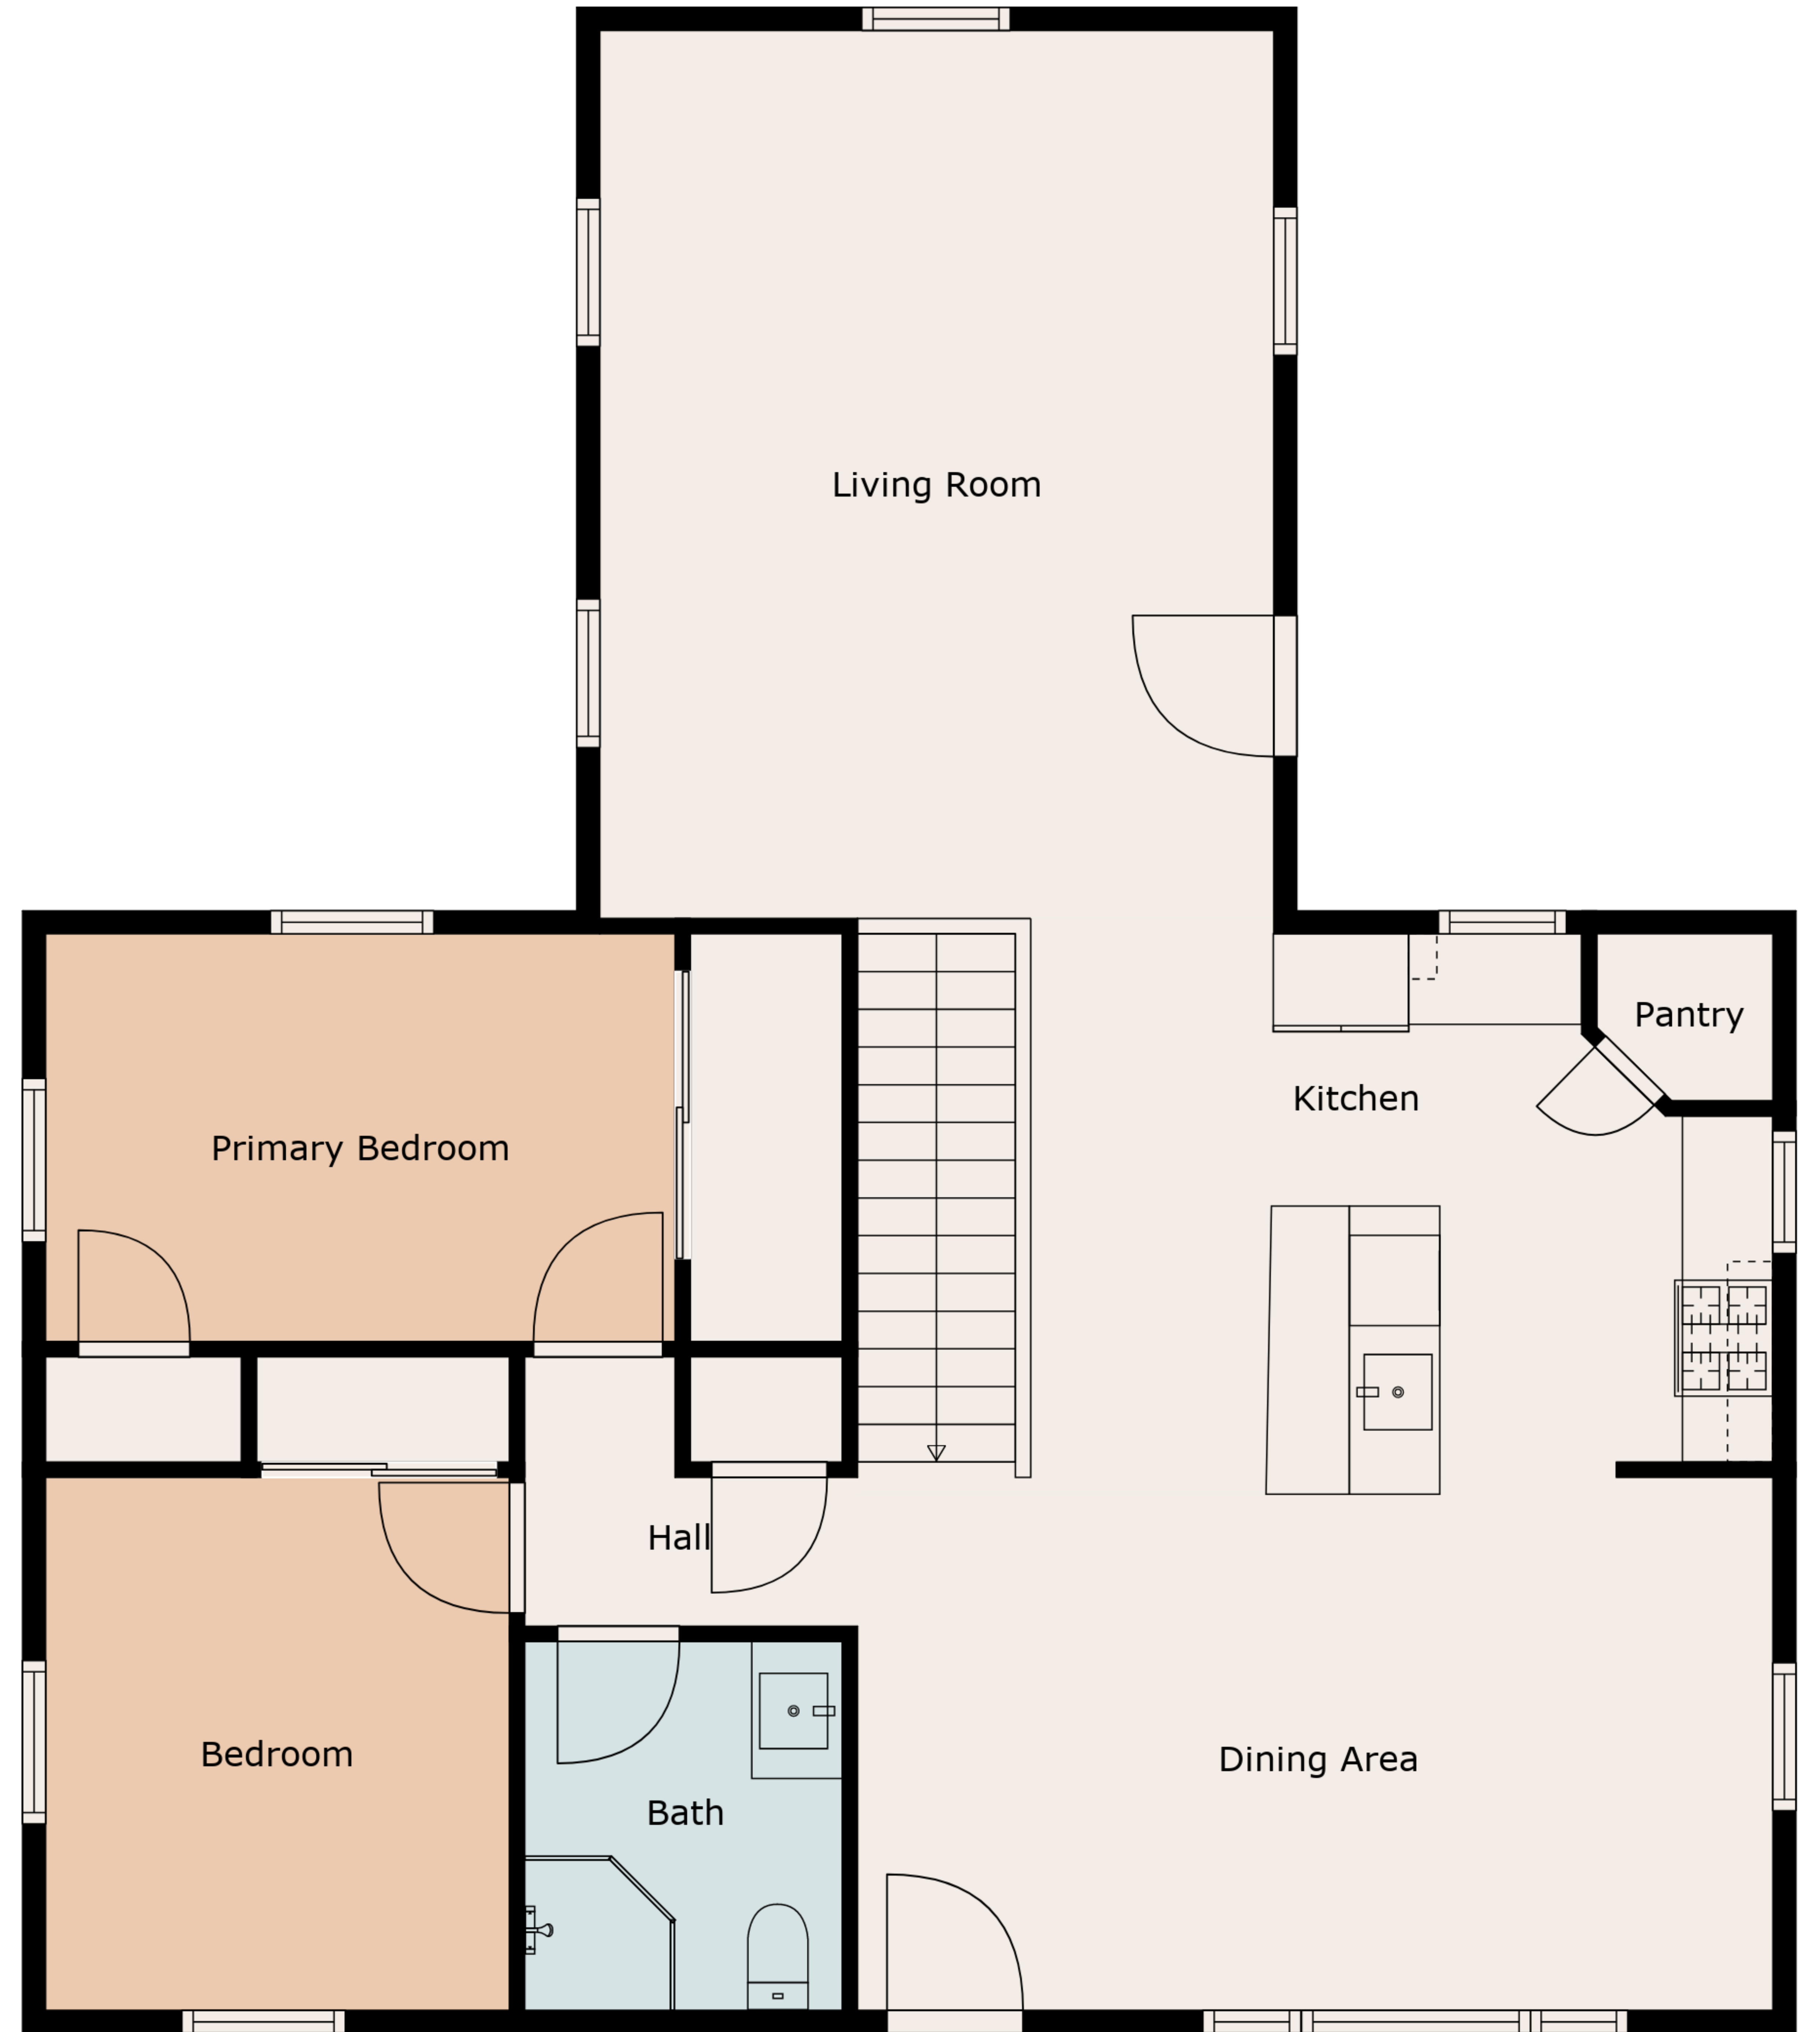 Living Room
Pantry
Kitchen
Primary Bedroom
Hall
Bedroom
Dining Area
Bath